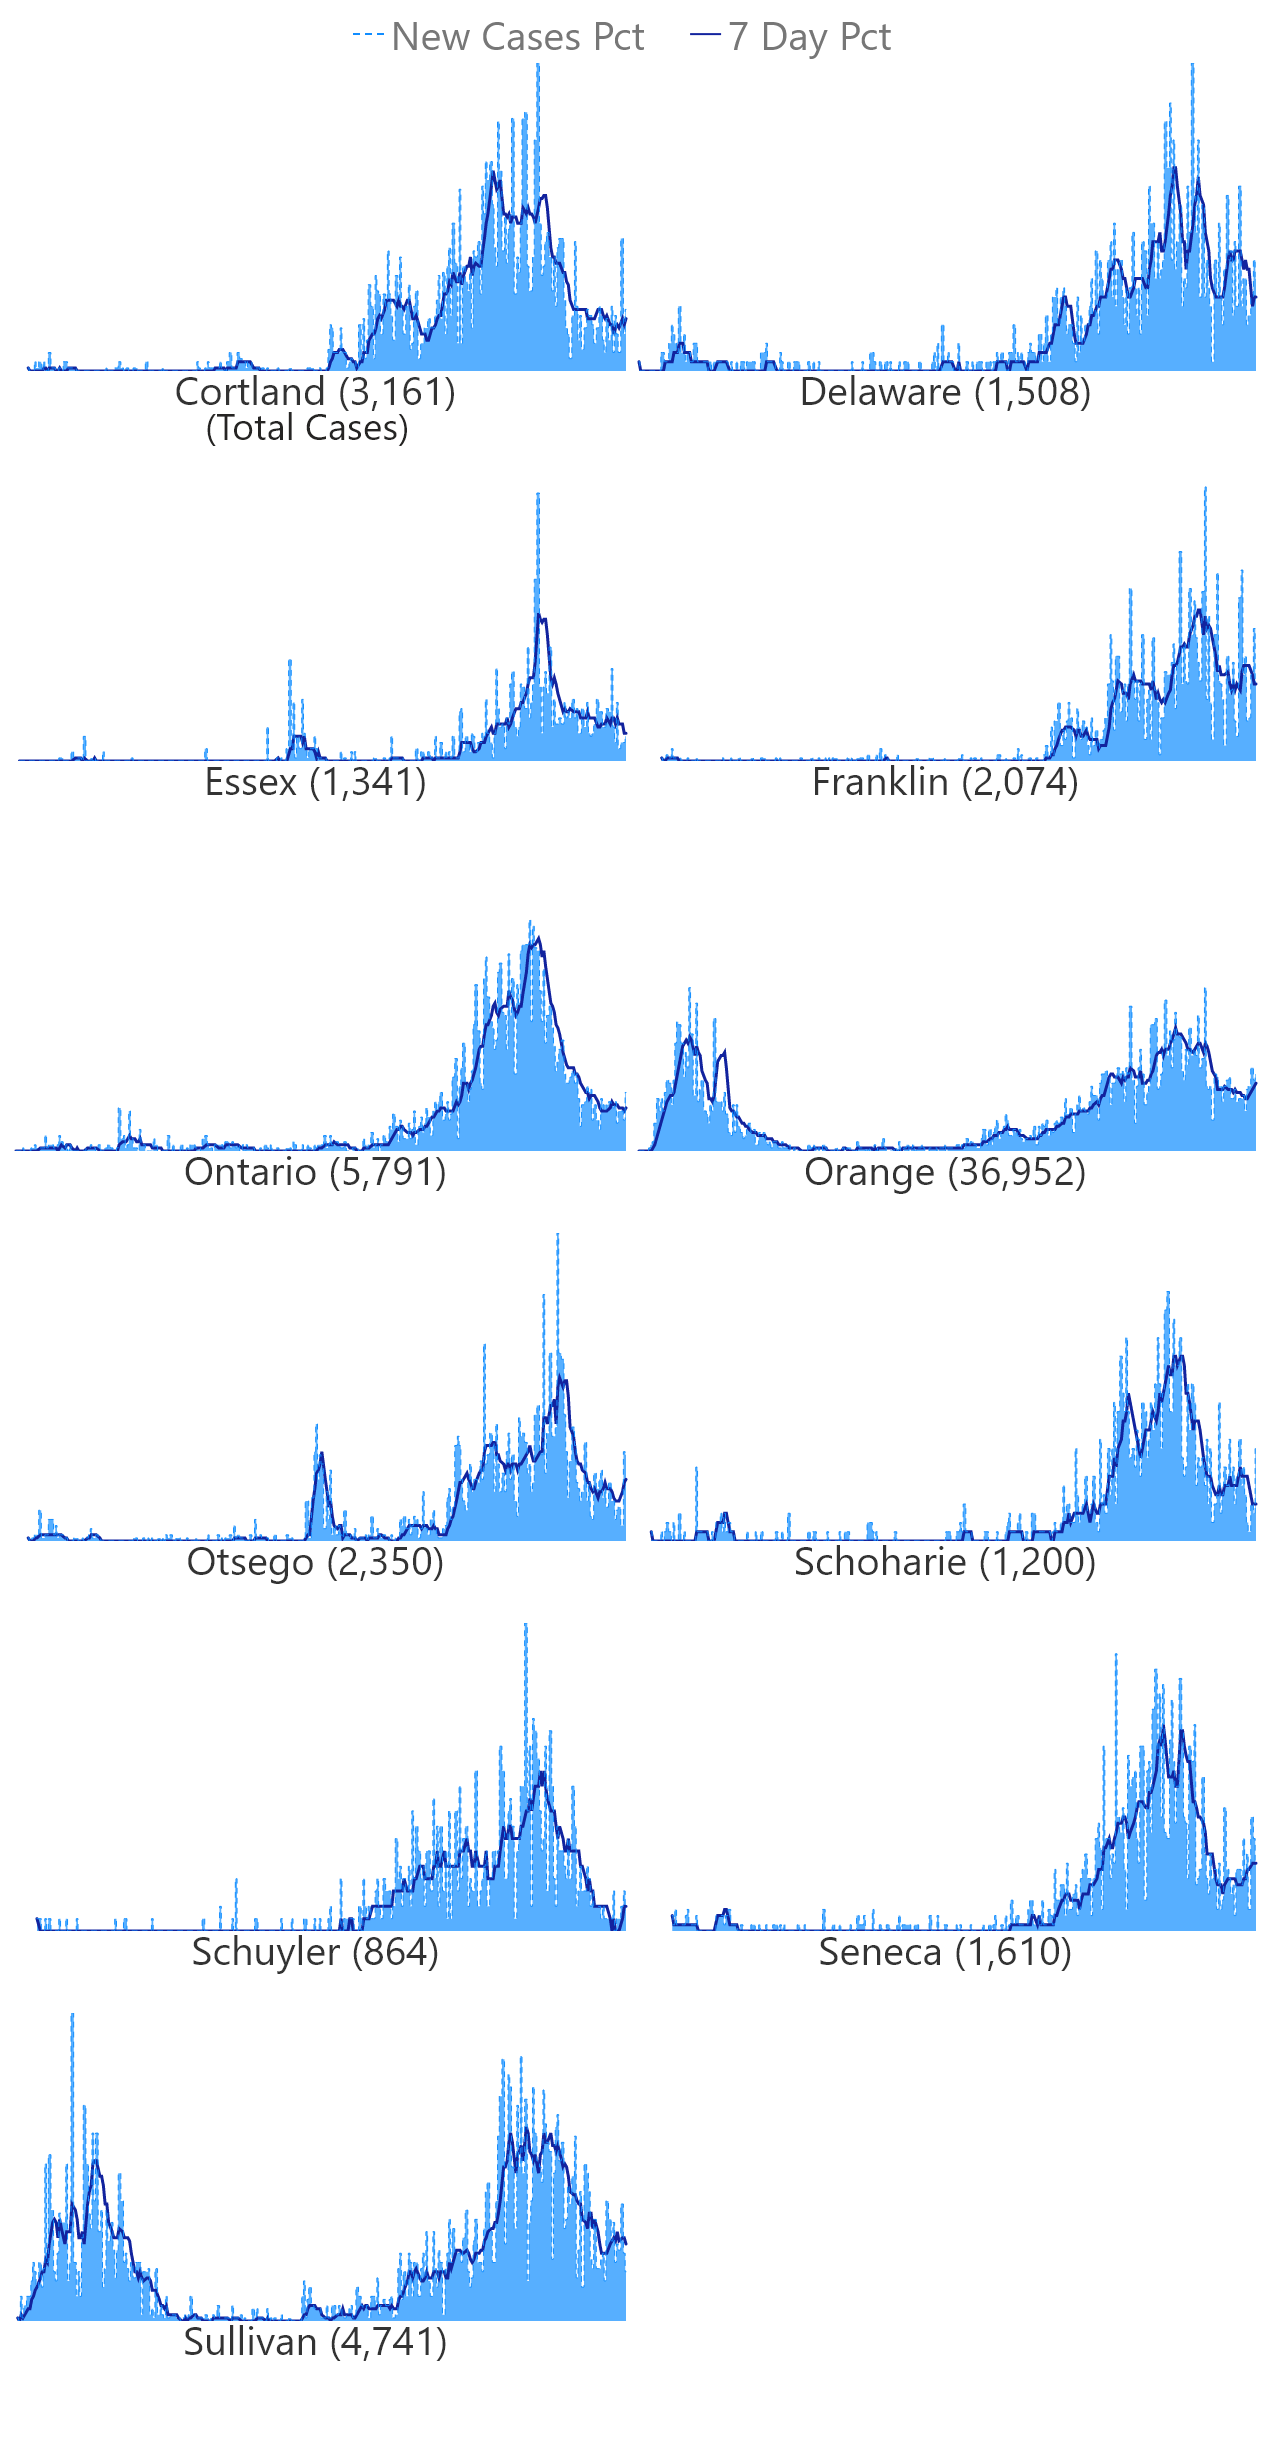 New Cases Pct 7 Day Pct
Cortland (3,161)
(Total Cases)
Delaware (1,508)
Essex (1,341)
Franklin (2,074)
Ontario (5,791)
Orange (36,952)
Otsego (2,350)
Schoharie (1,200)
Schuyler (864)
Seneca (1,610)
Sullivan (4,741)